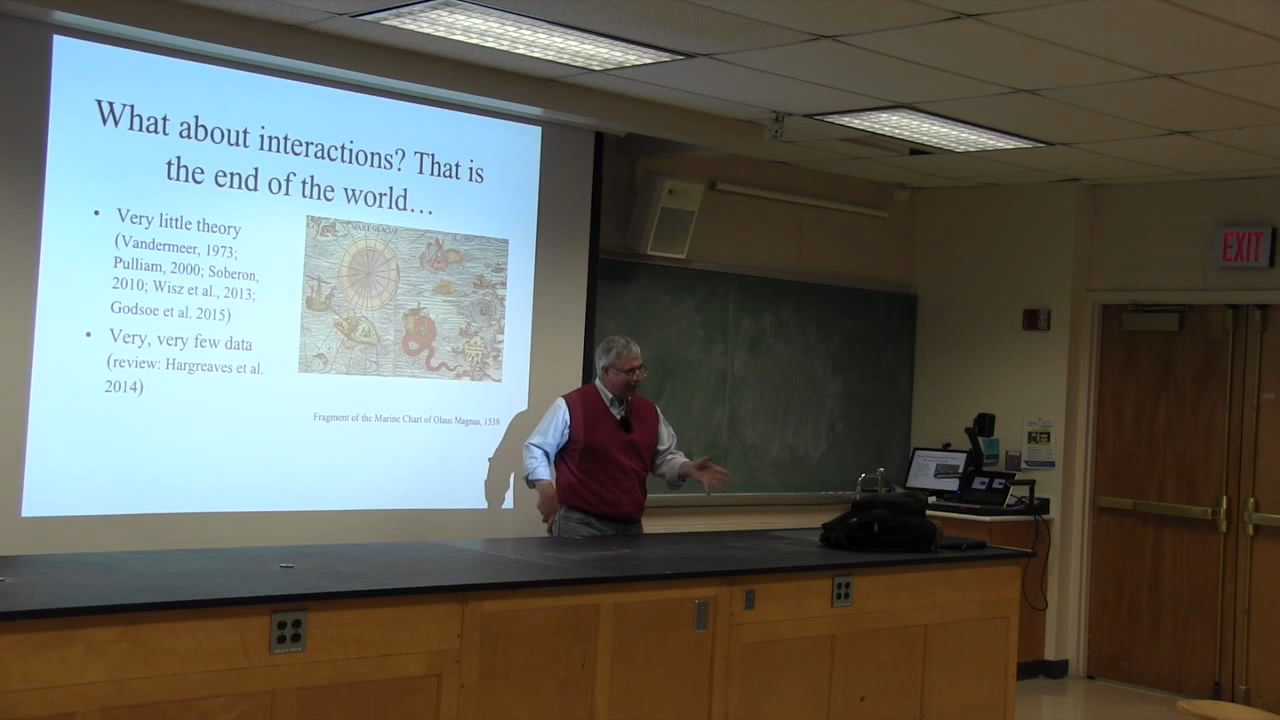 What about interactions? That is
the end of the world…
• Very little theory
(Vandermeer, 1973;
Pulliam, 2000; Soberon,
2010; Wisz et al., 2013;
Godsoe et al. 2015)
• Very, very few data
(review: Hargreaves et al.
2014)
Fragment of the Marine Chart of Olaus Magnus, 1539
EXIT